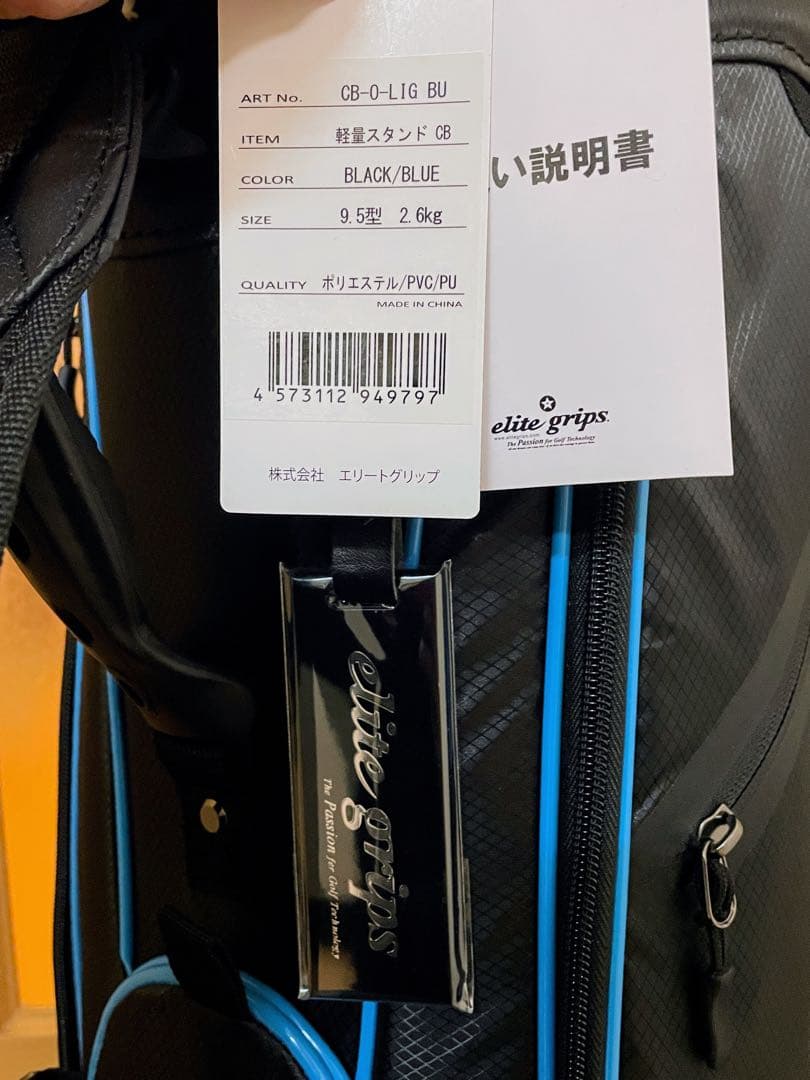 ART No. CB-O-LIG BU
ITEM 軽量スタンド CB
COLOR BLACK/BLUE
SIZE 9.5型 2.6kg
QUALITY ポリエステル/PVC/PU
MADE IN CHINA
4 573112 949797
株式会社 エリートグリップ
い説明書
elite grips.
www.elitegrips.com
The Passion for Golf Technology
elite grips
The Passion for Golf Technology